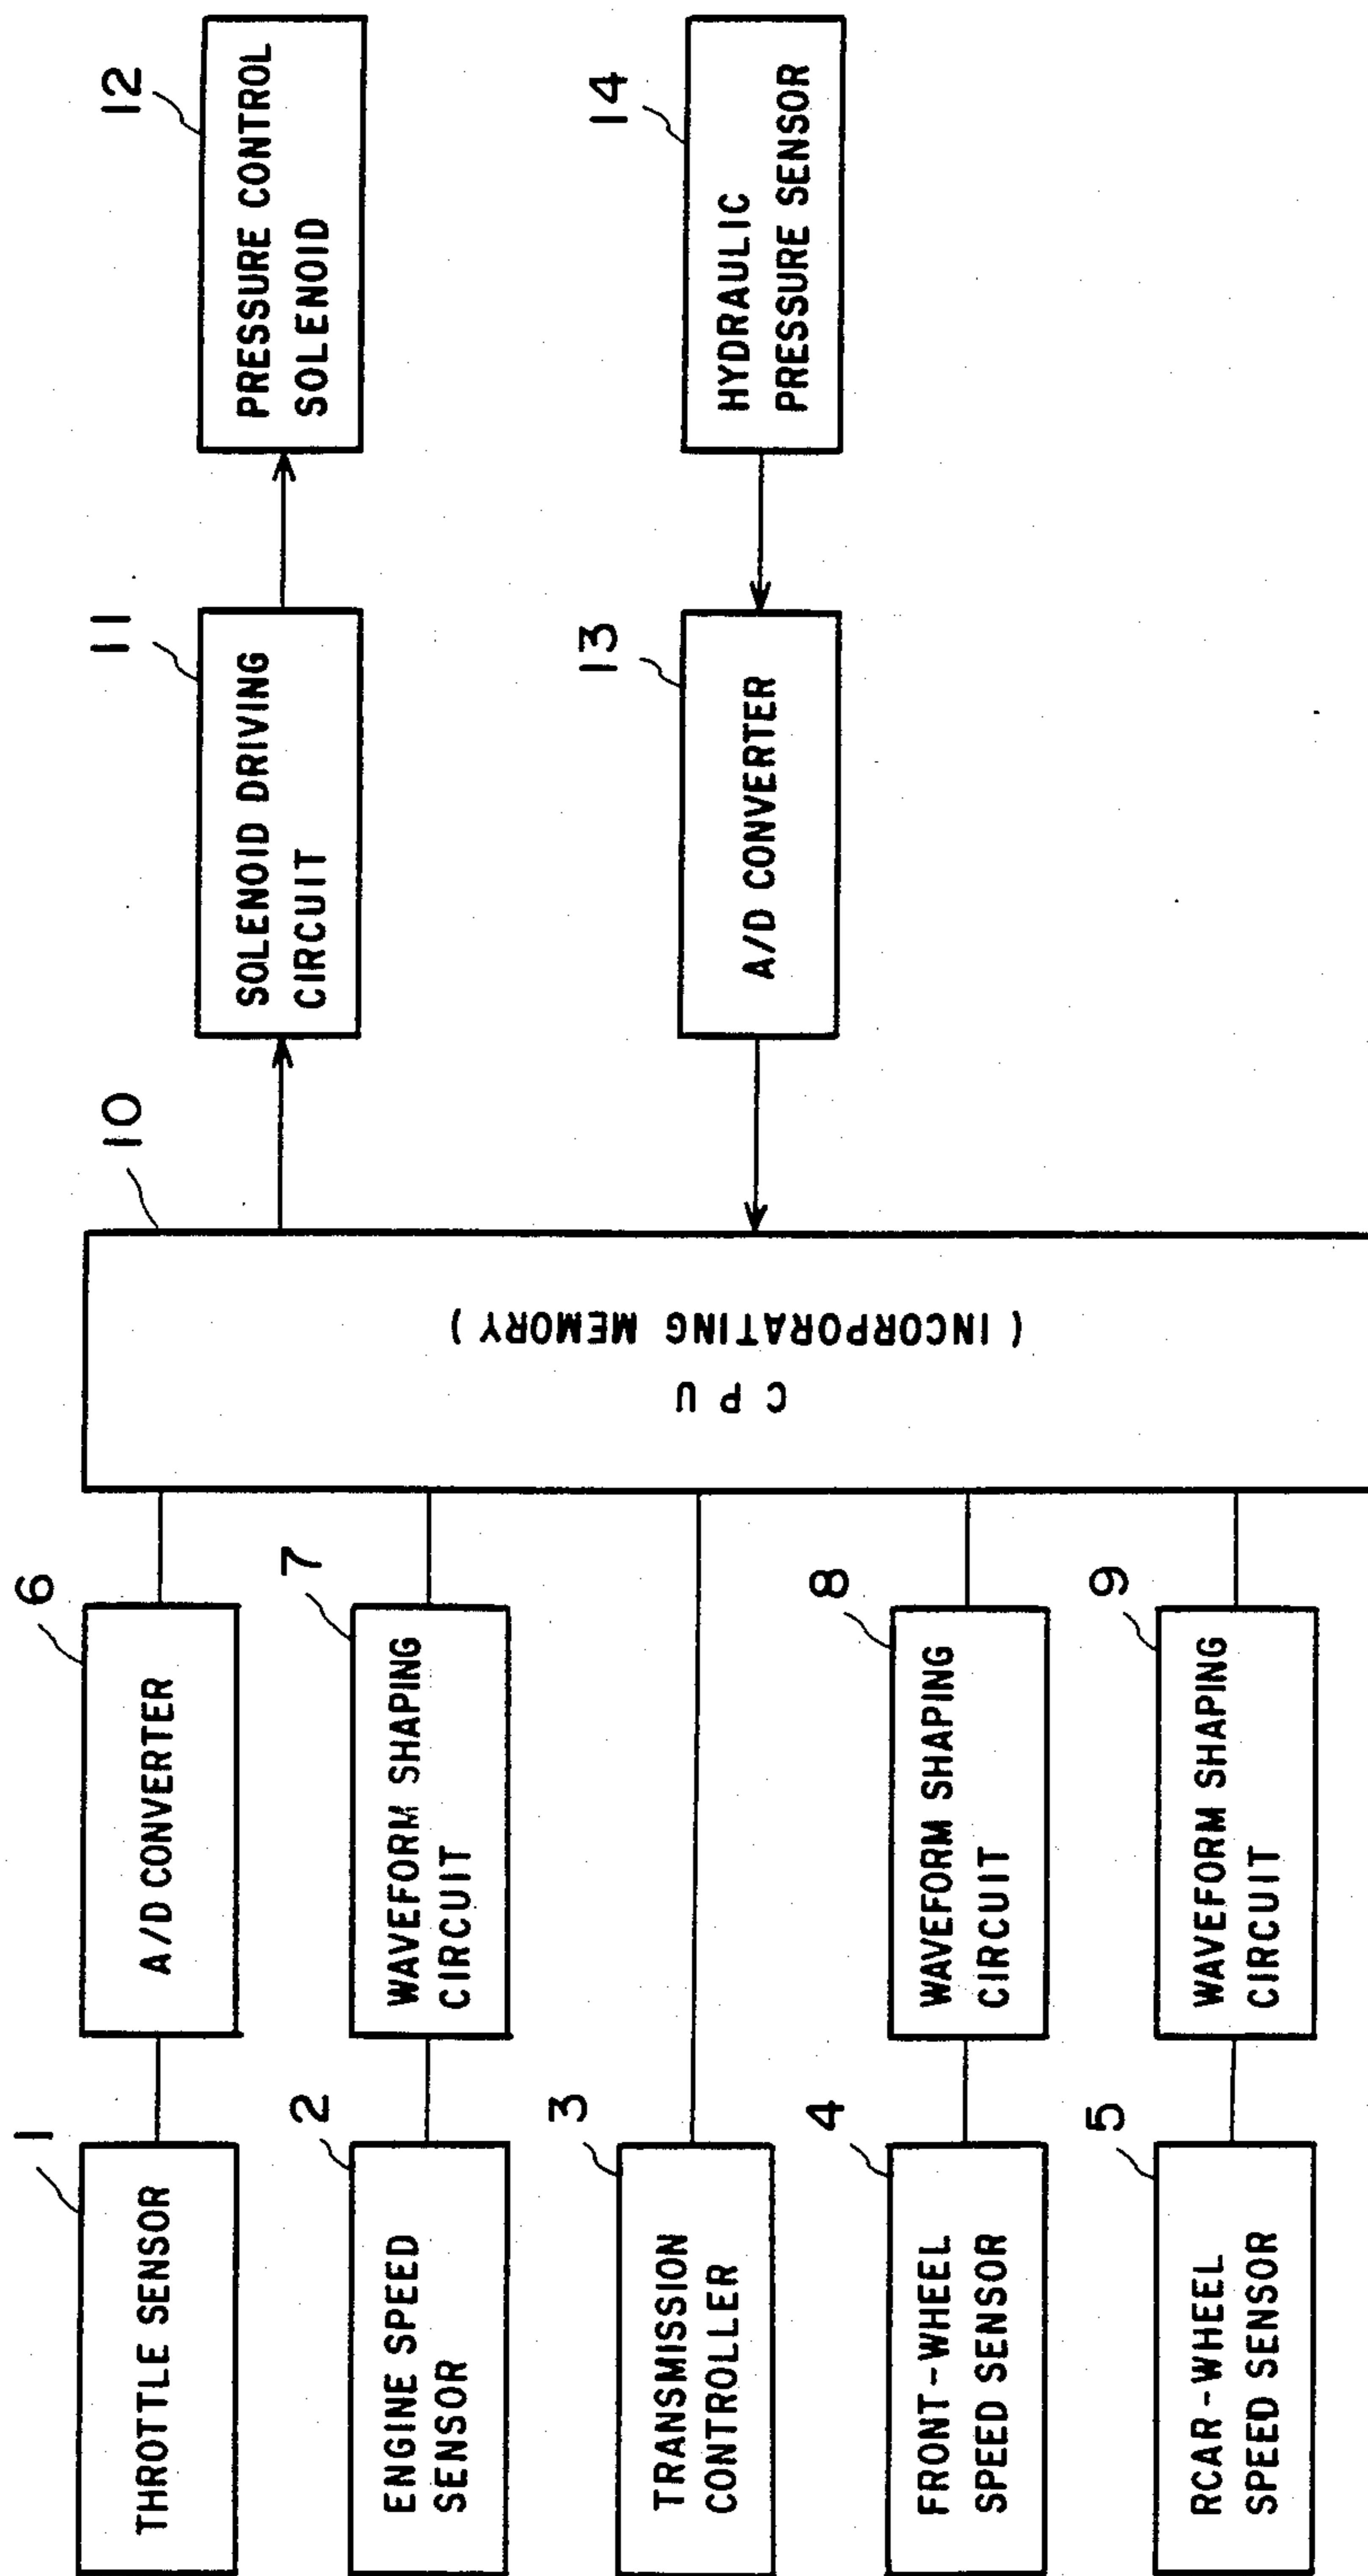 1
THROTTLE SENSOR
2
ENGINE SPEED
SENSOR
3
TRANSMISSION
CONTROLLER
4
FRONT-WHEEL
SPEED SENSOR
5
RCAR-WHEEL
SPEED SENSOR
6
A/D CONVERTER
7
WAVEFORM SHAPING
CIRCUIT
8
WAVEFORM SHAPING
CIRCUIT
9
WAVEFORM SHAPING
CIRCUIT
10
CPU
(INCORPORATING MEMORY)
11
SOLENOID DRIVING
CIRCUIT
12
PRESSURE CONTROL
SOLENOID
13
A/D CONVERTER
14
HYDRAULIC
PRESSURE SENSOR